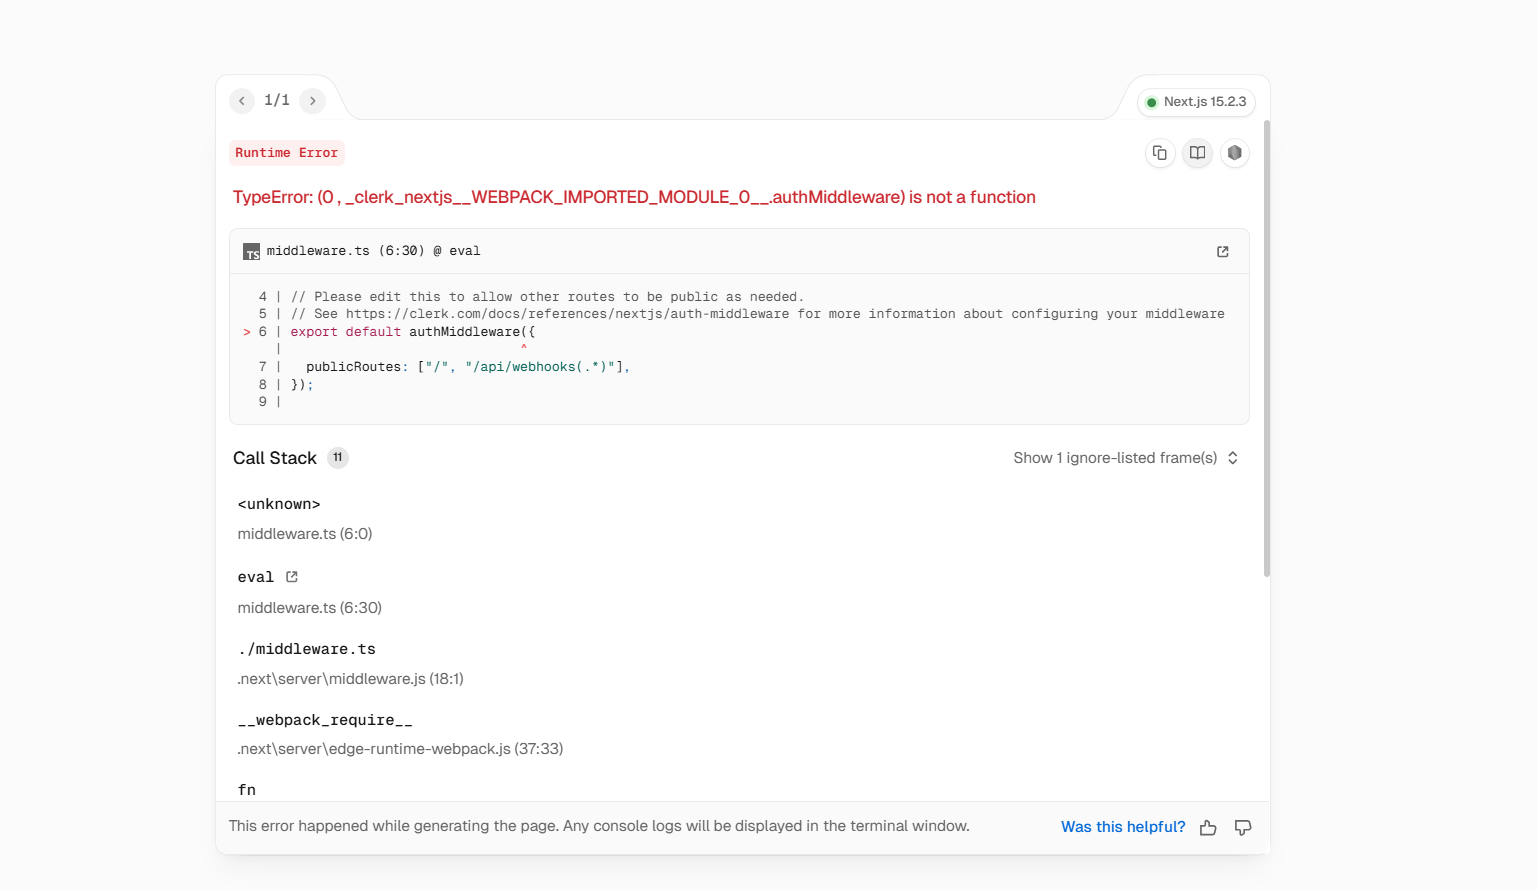 1/1
Next.js 15.2.3
Runtime Error
TypeError: (0 , _clerk_nextjs__WEBPACK_IMPORTED_MODULE_0__.authMiddleware) is not a function
TS middleware.ts (6:30) @ eval
4 | // Please edit this to allow other routes to be public as needed.
5 | // See https://clerk.com/docs/references/nextjs/auth-middleware for more information about configuring your middleware
> 6 | export default authMiddleware({
| ^
7 |   publicRoutes: ["/", "/api/webhooks(.*)"],
8 | });
9 |
Call Stack 11
Show 1 ignore-listed frame(s)
<unknown>
middleware.ts (6:0)
eval
middleware.ts (6:30)
./middleware.ts
.next\server\middleware.js (18:1)
__webpack_require__
.next\server\edge-runtime-webpack.js (37:33)
fn
This error happened while generating the page. Any console logs will be displayed in the terminal window.
Was this helpful?